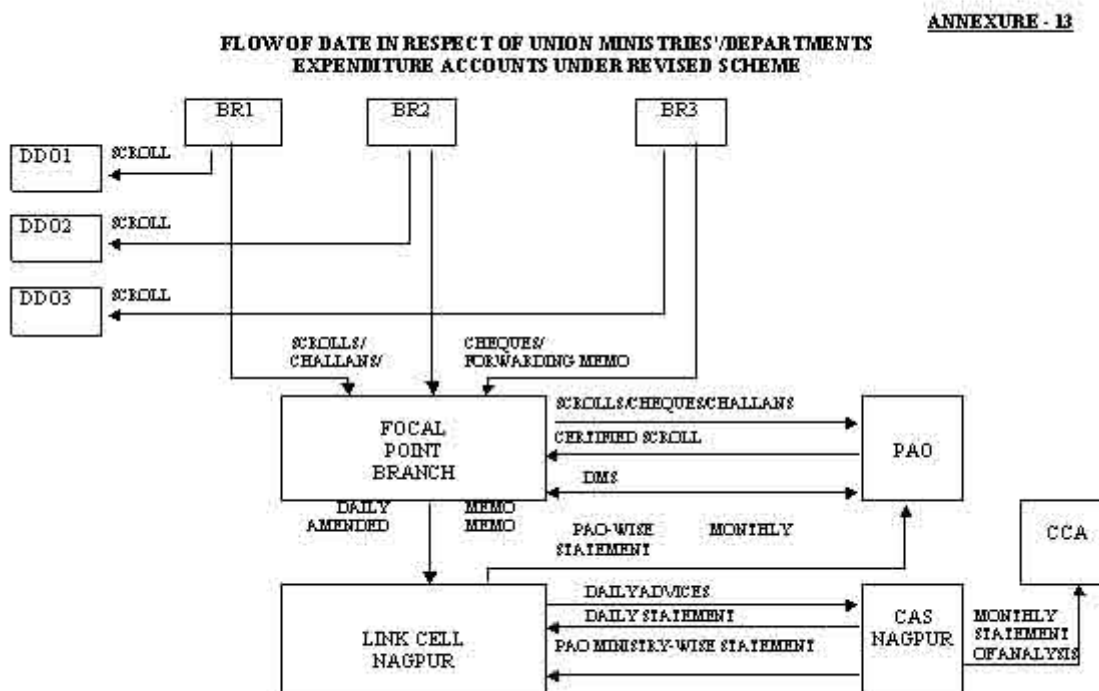 ANNEXURE - 13
FLOW OF DATE IN RESPECT OF UNION MINISTRIES'/DEPARTMENTS
EXPENDITURE ACCOUNTS UNDER REVISED SCHEME
BR1
BR2
BR3
DDO1
SCROLL
DDO2
SCROLL
DDO3
SCROLL
SCROLLS/
CHALLANS/
CHEQUES/
FORWARDING MEMO
FOCAL
POINT
BRANCH
SCROLLS/CHEQUES/CHALLANS
CERTIFIED SCROLL
DMS
PAO
DAILY MEMO
AMENDED MEMO
PAO-WISE MONTHLY
STATEMENT
CCA
LINK CELL
NAGPUR
DAILY ADVICES
DAILY STATEMENT
PAO MINISTRY-WISE STATEMENT
CAS
NAGPUR
MONTHLY
STATEMENT
OF ANALYSIS